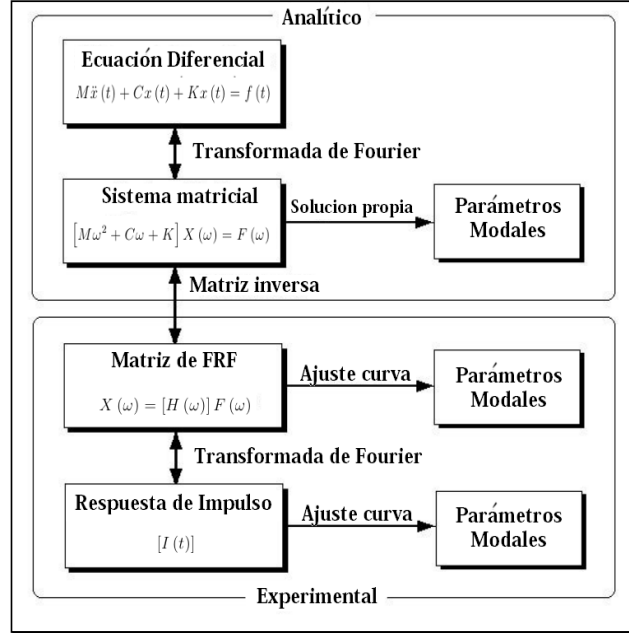 Analítico
Ecuación Diferencial
Mẍ(t) + Cx(t) + Kx(t) = f(t)
Transformada de Fourier
Sistema matricial
[Mω² + Cω + K] X(ω) = F(ω)
Solucion propia
Parámetros
Modales
Matriz inversa
Matriz de FRF
X(ω) = [H(ω)] F(ω)
Ajuste curva
Parámetros
Modales
Transformada de Fourier
Respuesta de Impulso
[I(t)]
Ajuste curva
Parámetros
Modales
Experimental